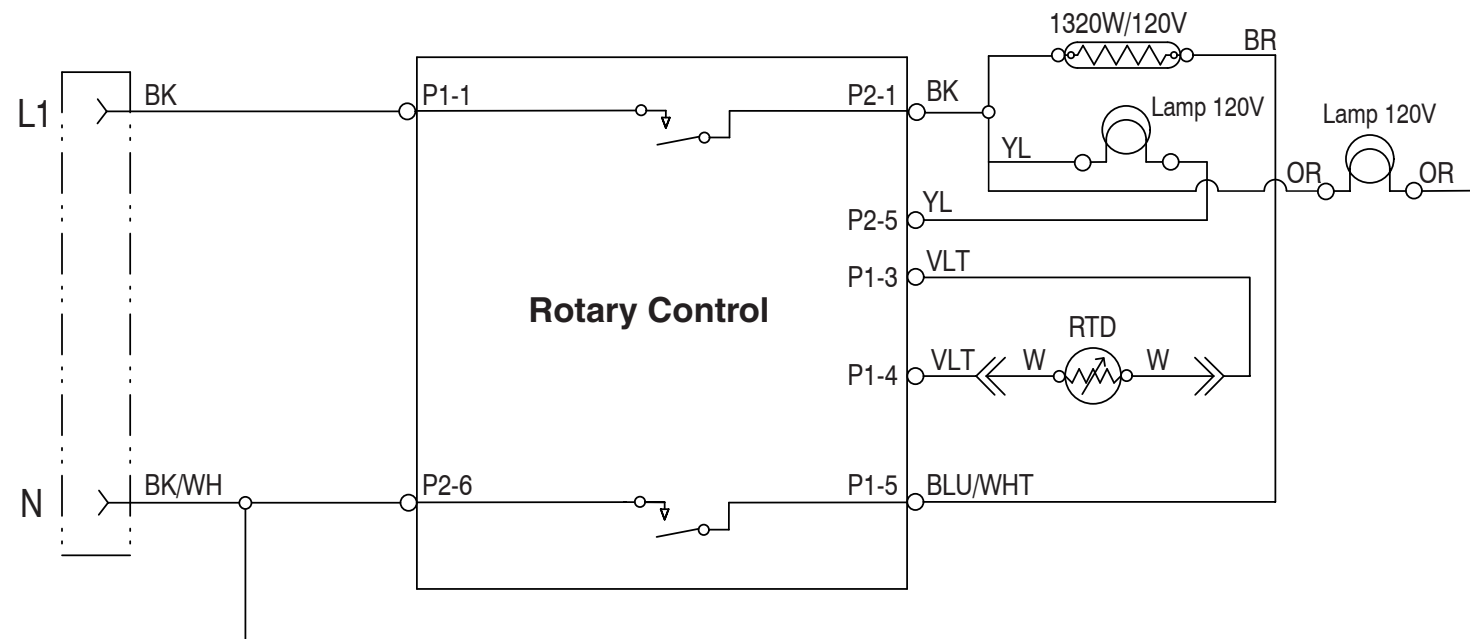 1320W/120V
BR
L1
BK
P1-1
P2-1
BK
Lamp 120V
Lamp 120V
YL
OR
OR
P2-5
YL
P1-3
VLT
Rotary Control
RTD
P1-4
VLT
W
W
N
BK/WH
P2-6
P1-5
BLU/WHT